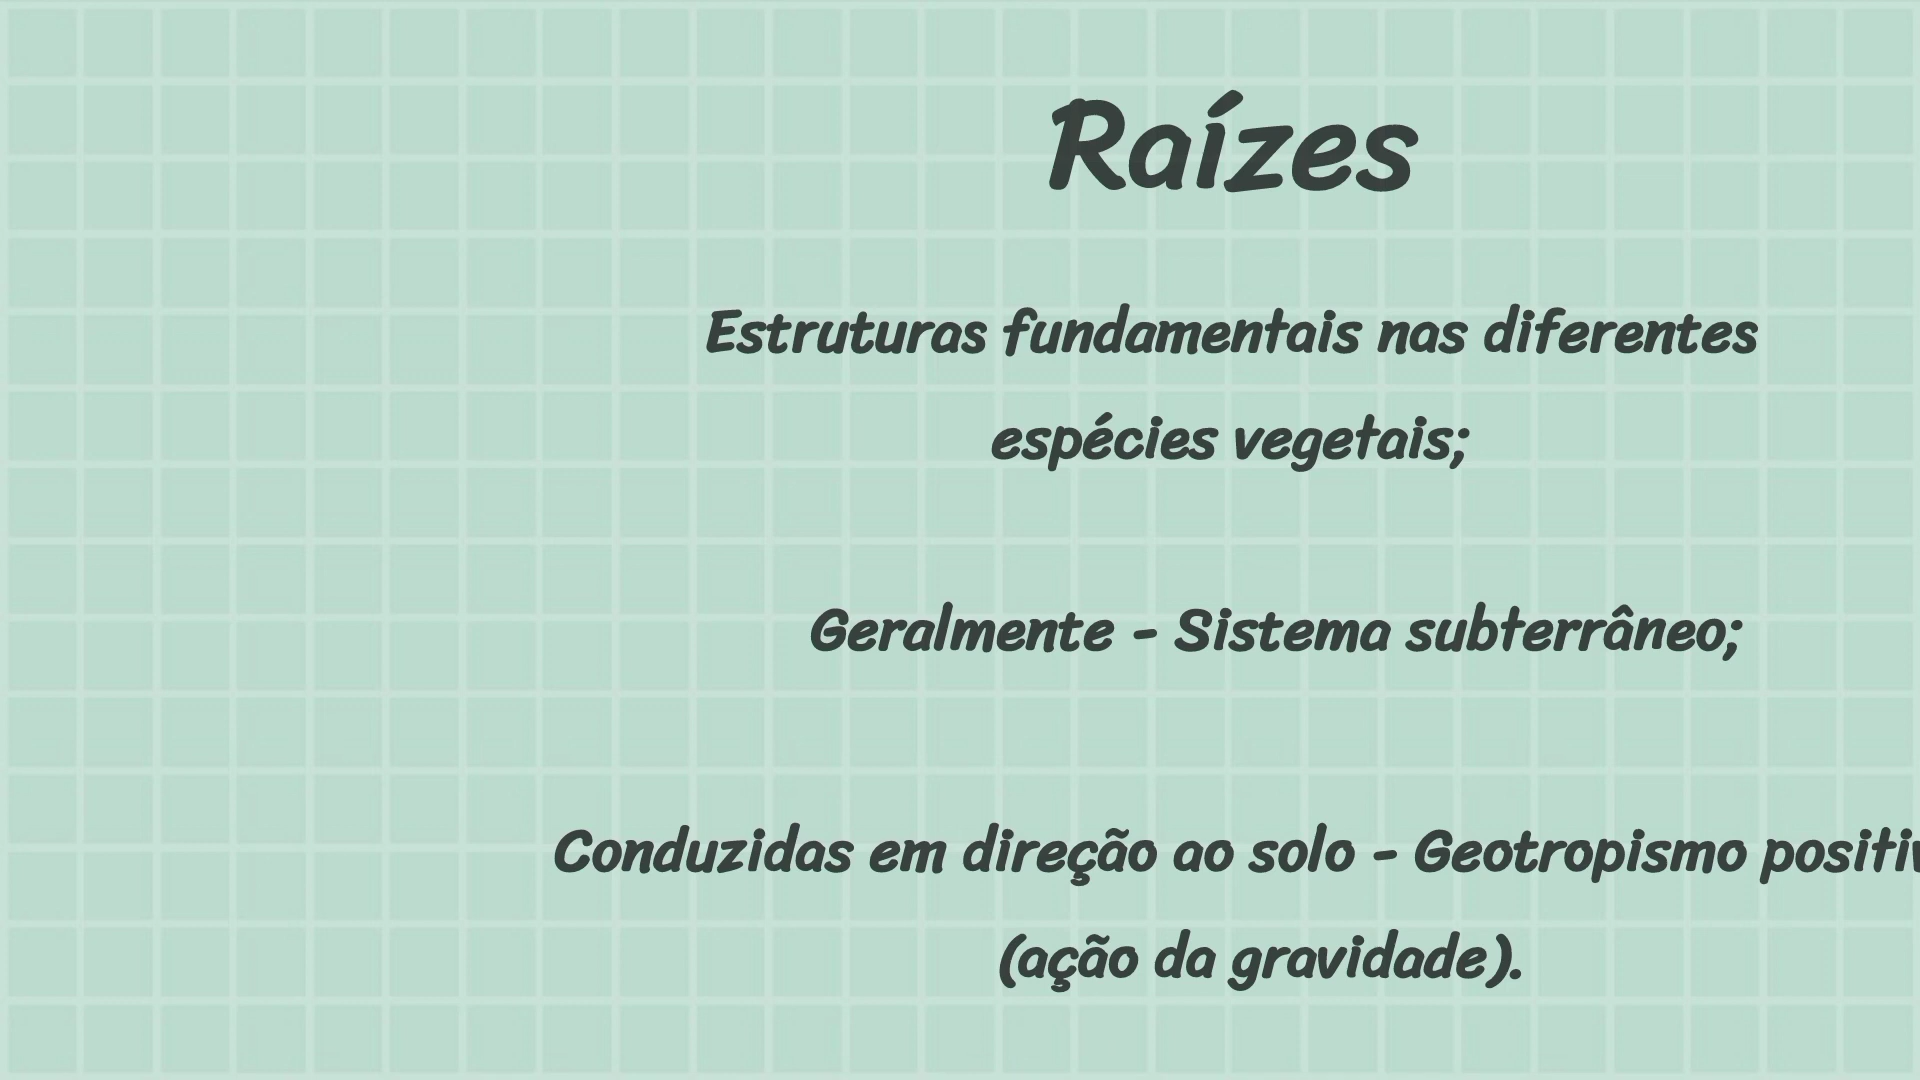 Raízes
Estruturas fundamentais nas diferentes
espécies vegetais;
Geralmente - Sistema subterrâneo;
Conduzidas em direção ao solo - Geotropismo positiv
(ação da gravidade).